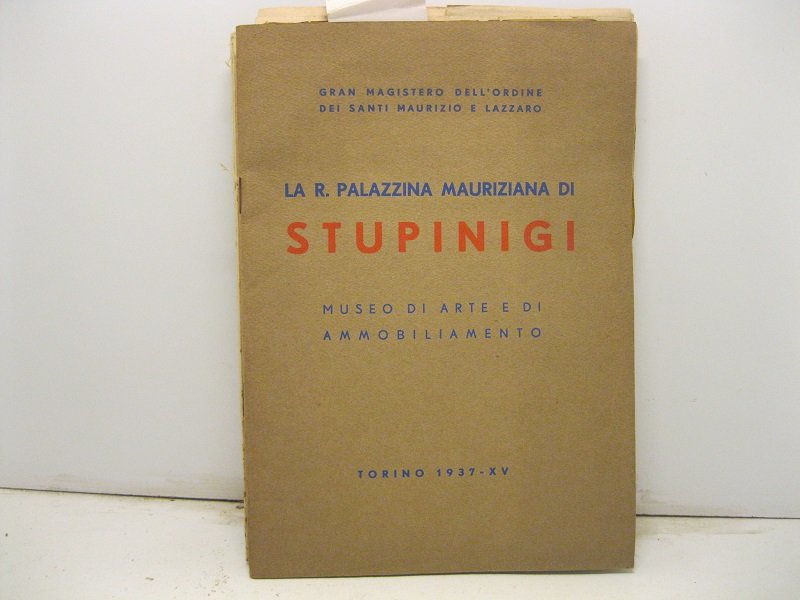 GRAN MAGISTERO DELL'ORDINE
DEI SANTI MAURIZIO E LAZZARO
LA R. PALAZZINA MAURIZIANA DI
STUPINIGI
MUSEO DI ARTE E DI
AMMOBILIAMENTO
TORINO 1937-XV